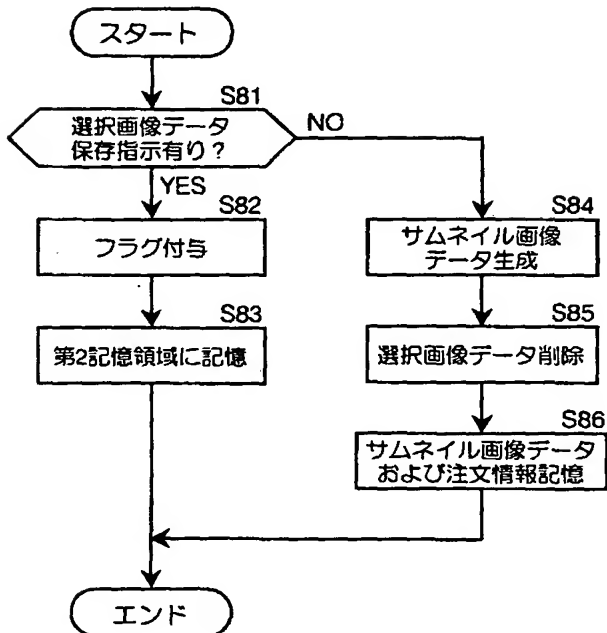 スタート
S81
選択画像データ
保存指示有り?
NO
YES
S82
フラグ付与
S83
第2記憶領域に記憶
S84
サムネイル画像
データ生成
S85
選択画像データ削除
S86
サムネイル画像データ
および注文情報記憶
エンド